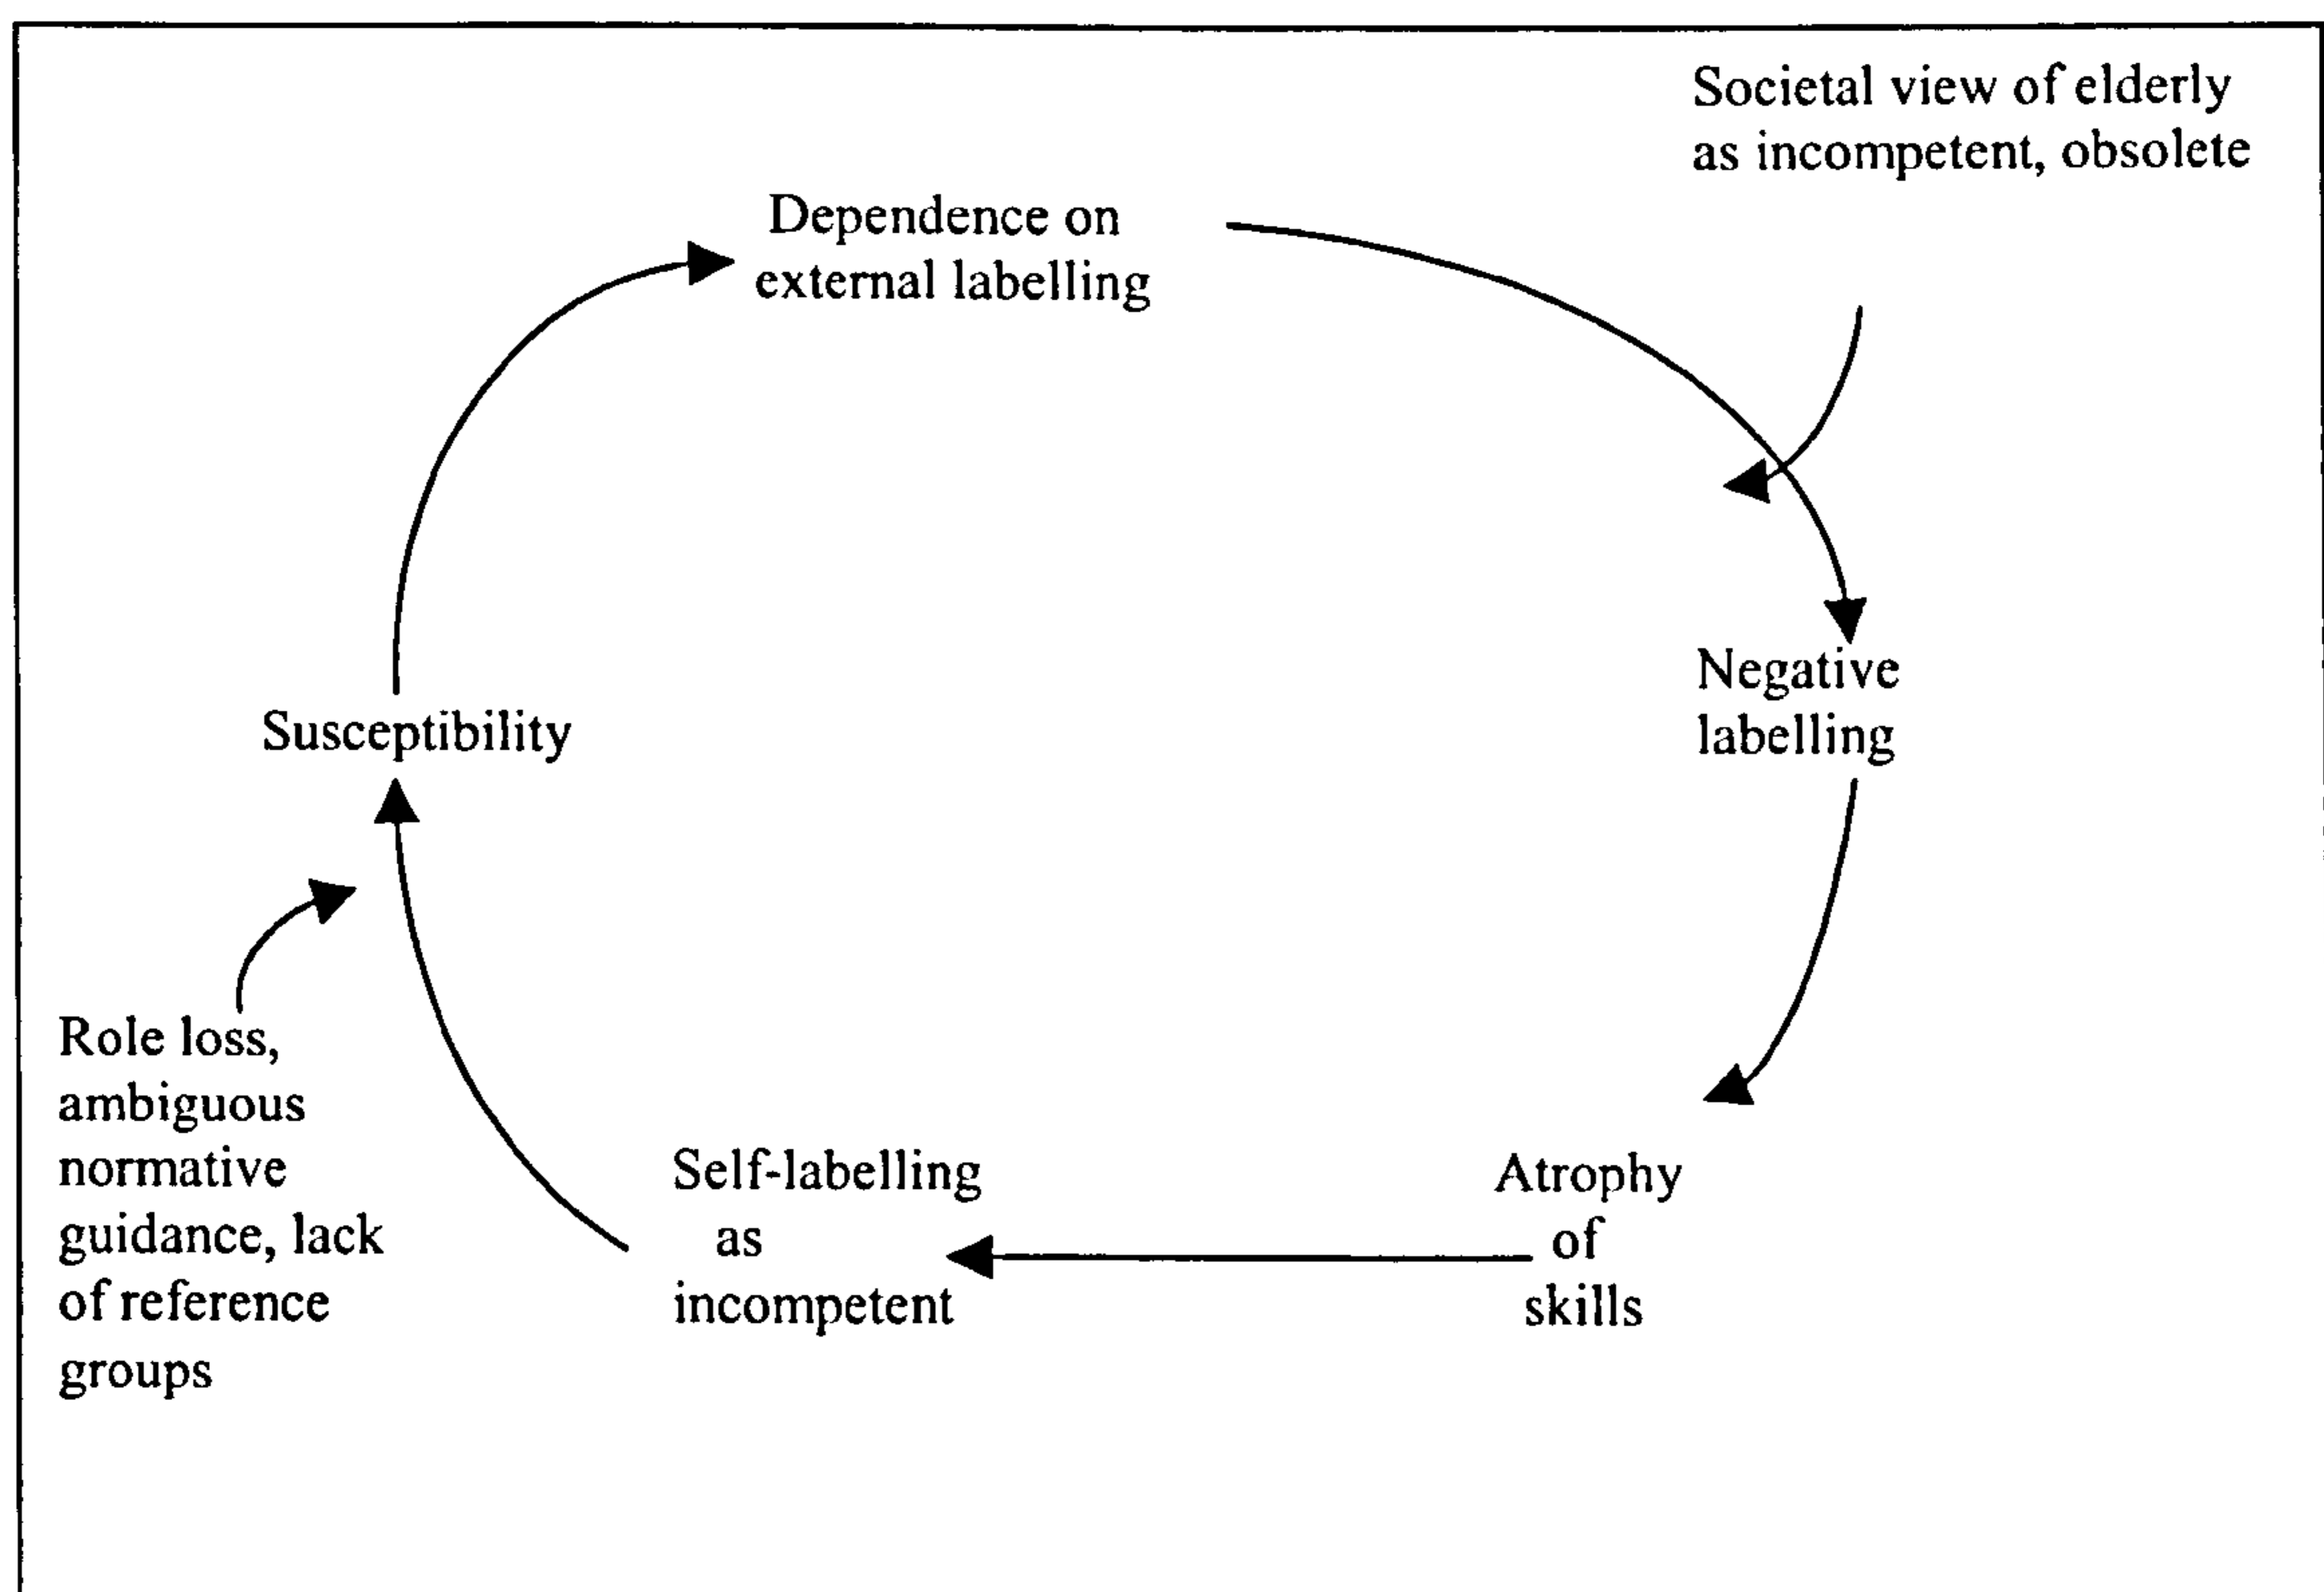 Societal view of elderly
as incompetent, obsolete
Dependence on
external labelling
Negative
labelling
Susceptibility
Role loss,
ambiguous
normative
guidance, lack
of reference
groups
Self-labelling
as
incompetent
Atrophy
of
skills